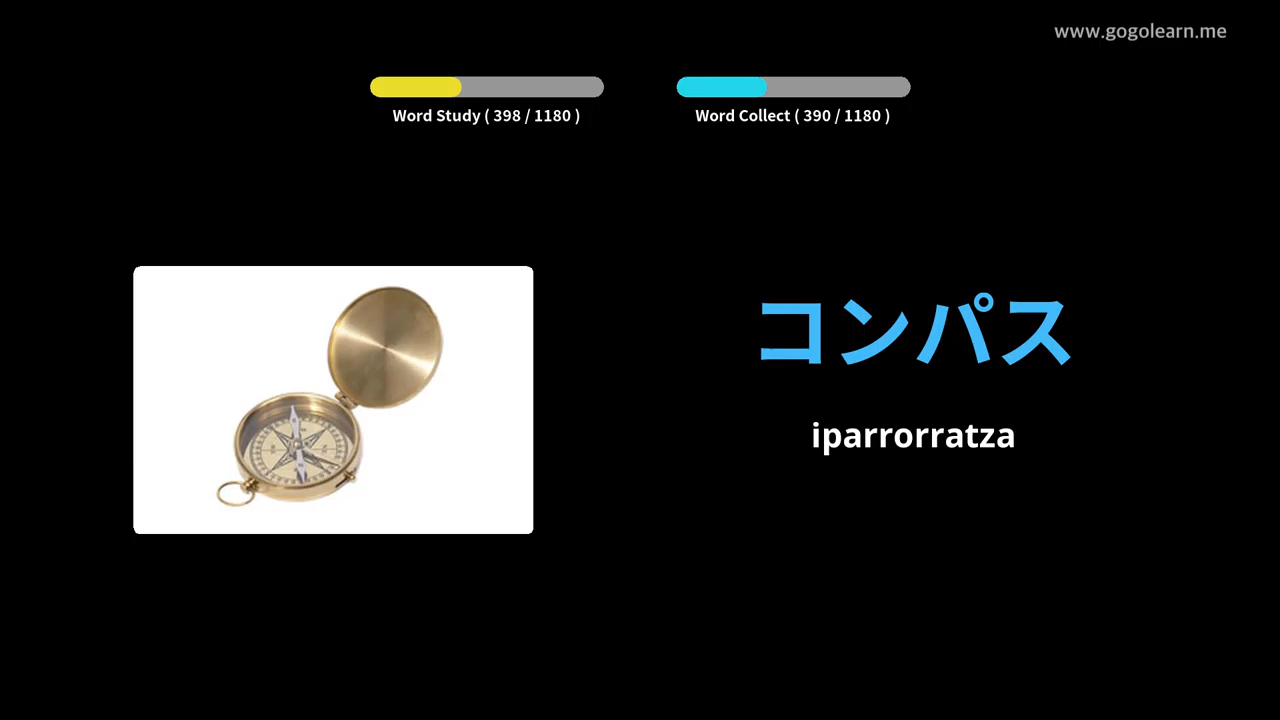 www.gogolearn.me
Word Study ( 398 / 1180 )
Word Collect ( 390 / 1180 )
コンパス
iparrorratza